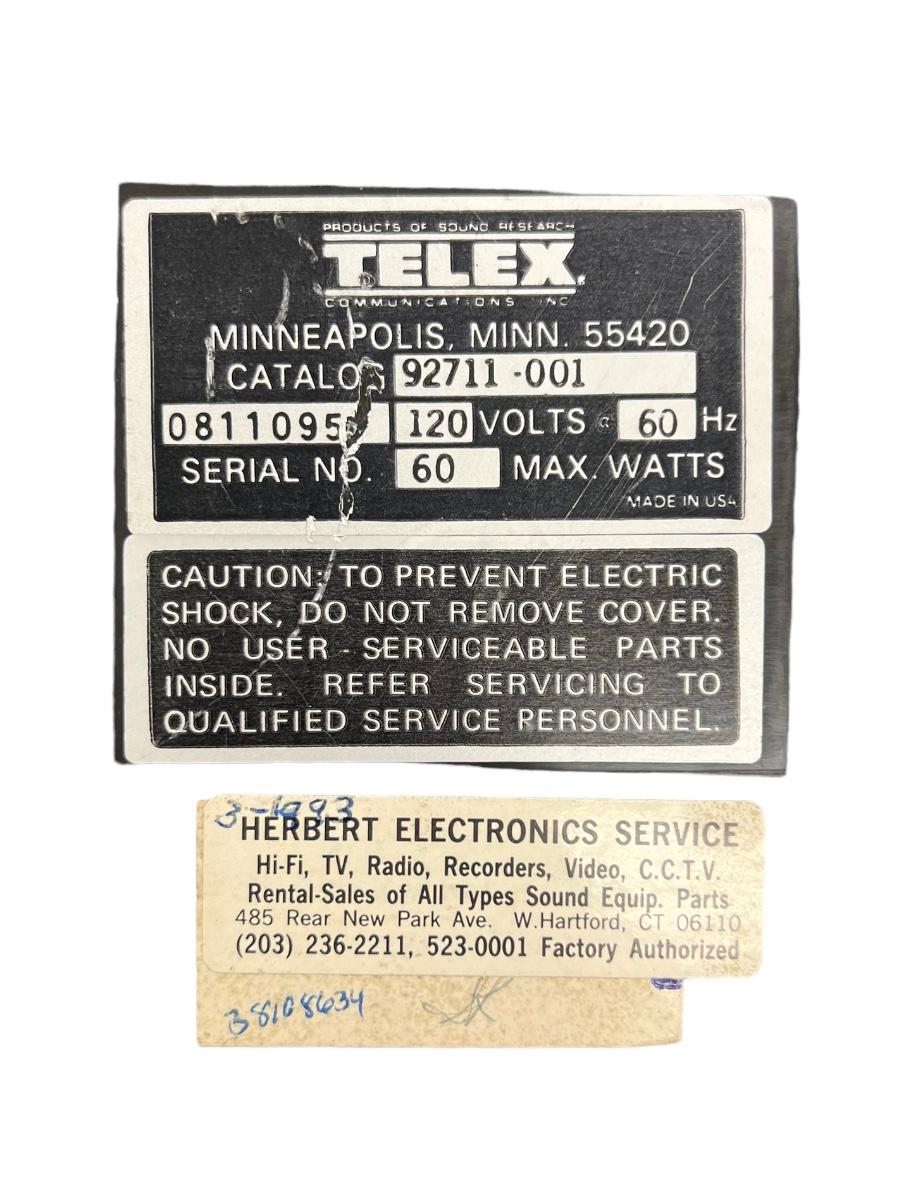 PRODUCTS OF SOUND RESEARCH
TELEX
COMMUNICATIONS INC
MINNEAPOLIS, MINN. 55420
CATALOG 92711-001
0811095 120 VOLTS a 60 Hz
SERIAL NO. 60 MAX. WATTS
MADE IN USA
CAUTION: TO PREVENT ELECTRIC
SHOCK, DO NOT REMOVE COVER.
NO USER-SERVICEABLE PARTS
INSIDE. REFER SERVICING TO
QUALIFIED SERVICE PERSONNEL.
3-1993
HERBERT ELECTRONICS SERVICE
Hi-Fi, TV, Radio, Recorders, Video, C.C.T.V.
Rental-Sales of All Types Sound Equip. Parts
485 Rear New Park Ave. W.Hartford, CT 06110
(203) 236-2211, 523-0001 Factory Authorized
38108634